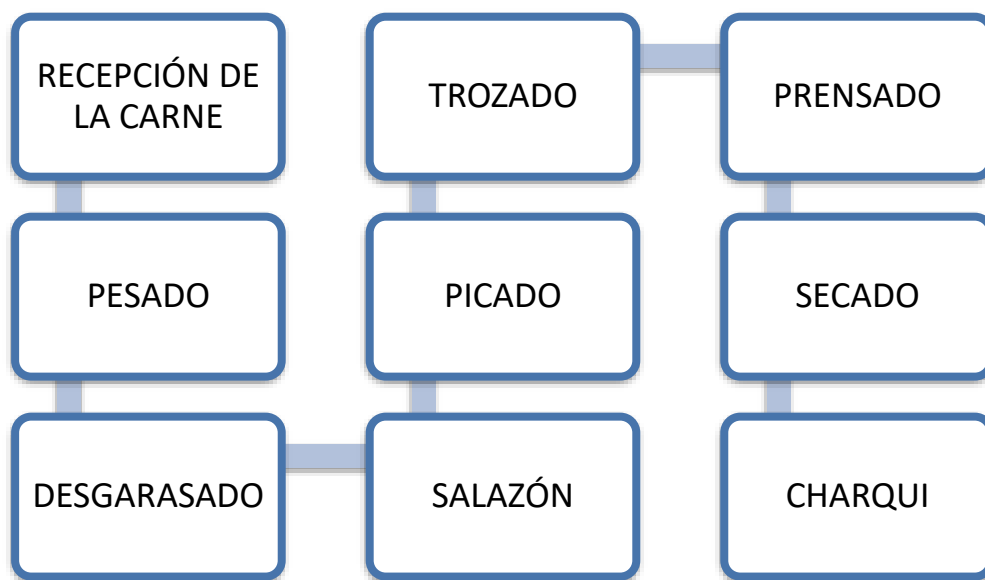 RECEPCIÓN DE
LA CARNE
PESADO
DESGARASADO
SALAZÓN
PICADO
TROZADO
PRENSADO
SECADO
CHARQUI